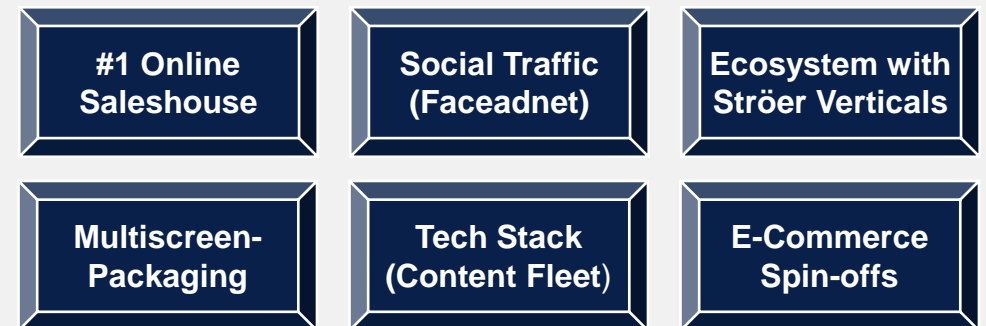 #1 Online
Saleshouse
Social Traffic
(Faceadnet)
Ecosystem with
Ströer Verticals
Multiscreen-
Packaging
Tech Stack
(Content Fleet)
E-Commerce
Spin-offs